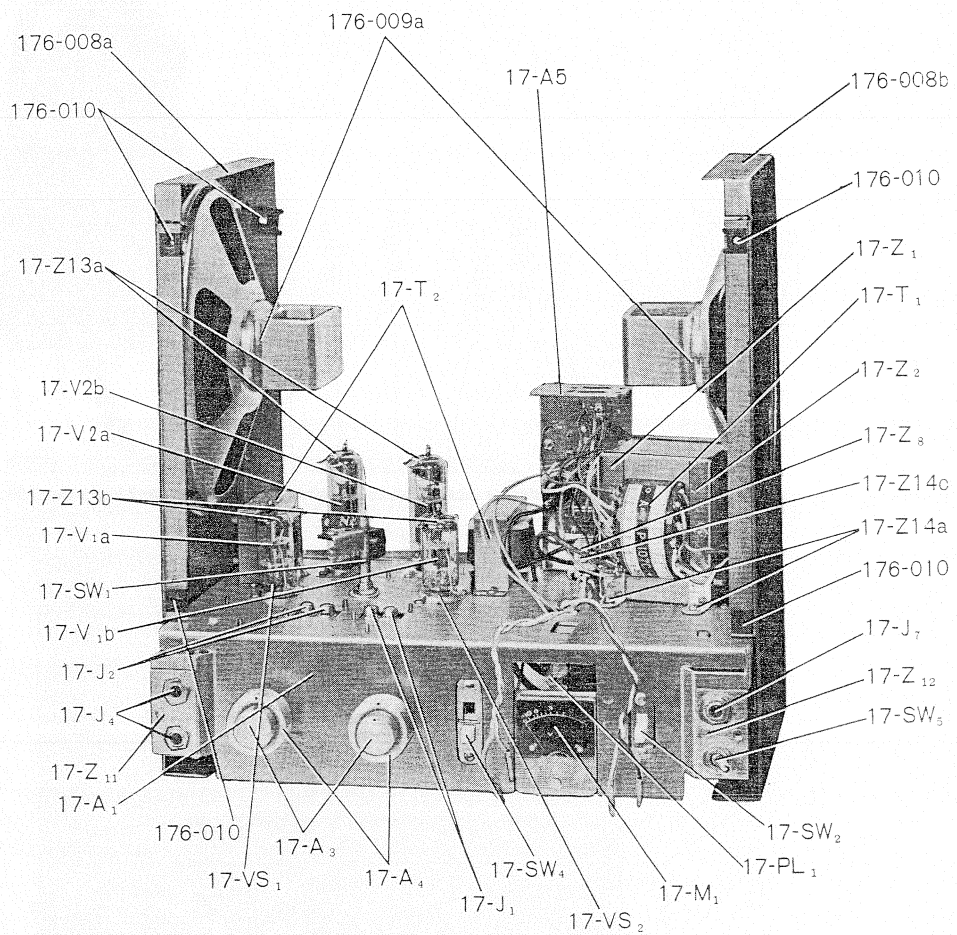 176-009a
176-008a
17-A5
176-008b
176-010
176-010
17-Z₁
17-Z13a
17-T₂
17-T₁
17-V2b
17-Z₂
17-V2a
17-Z₈
17-Z13b
17-Z14c
17-V₁a
17-Z14a
17-SW₁
176-010
17-V₁b
17-J₇
17-J₂
17-Z₁₂
17-J₄
17-SW₅
17-Z₁₁
17-A₁
176-010
17-SW₂
17-A₃
17-SW₄
17-PL₁
17-VS₁
17-A₄
17-M₁
17-J₁
17-VS₂